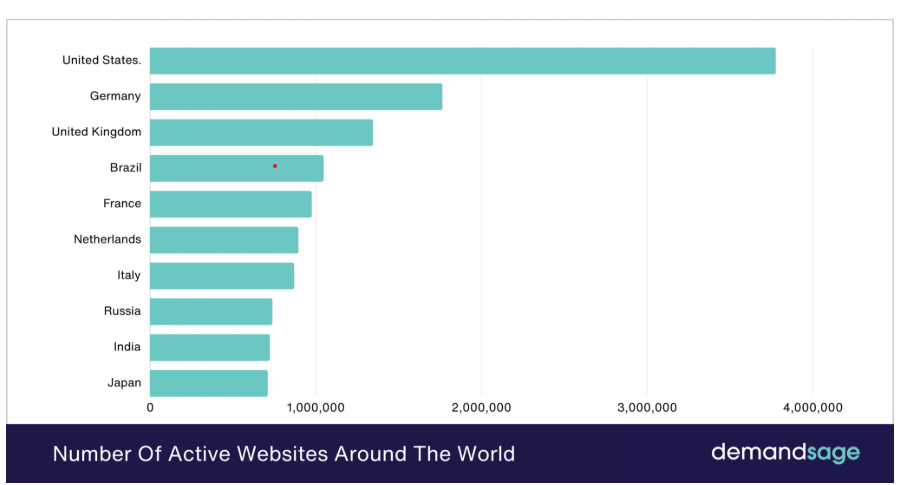 United States.
Germany
United Kingdom
Brazil
France
Netherlands
Italy
Russia
India
Japan
0 1,000,000 2,000,000 3,000,000 4,000,000
Number Of Active Websites Around The World
demandsage